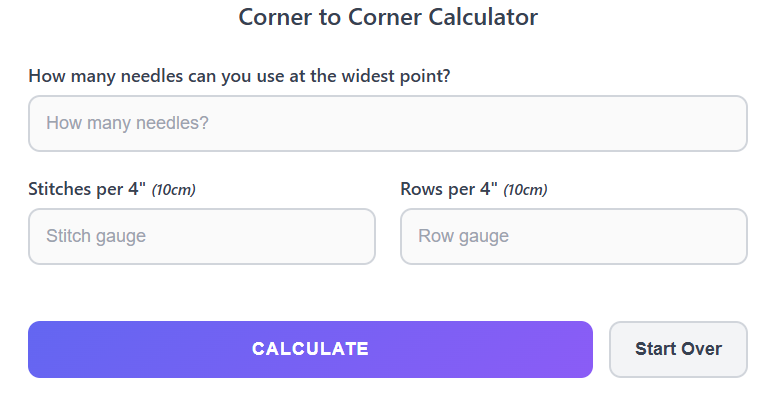 Corner to Corner Calculator
How many needles can you use at the widest point?
How many needles?
Stitches per 4" (10cm)
Rows per 4" (10cm)
Stitch gauge
Row gauge
CALCULATE
Start Over